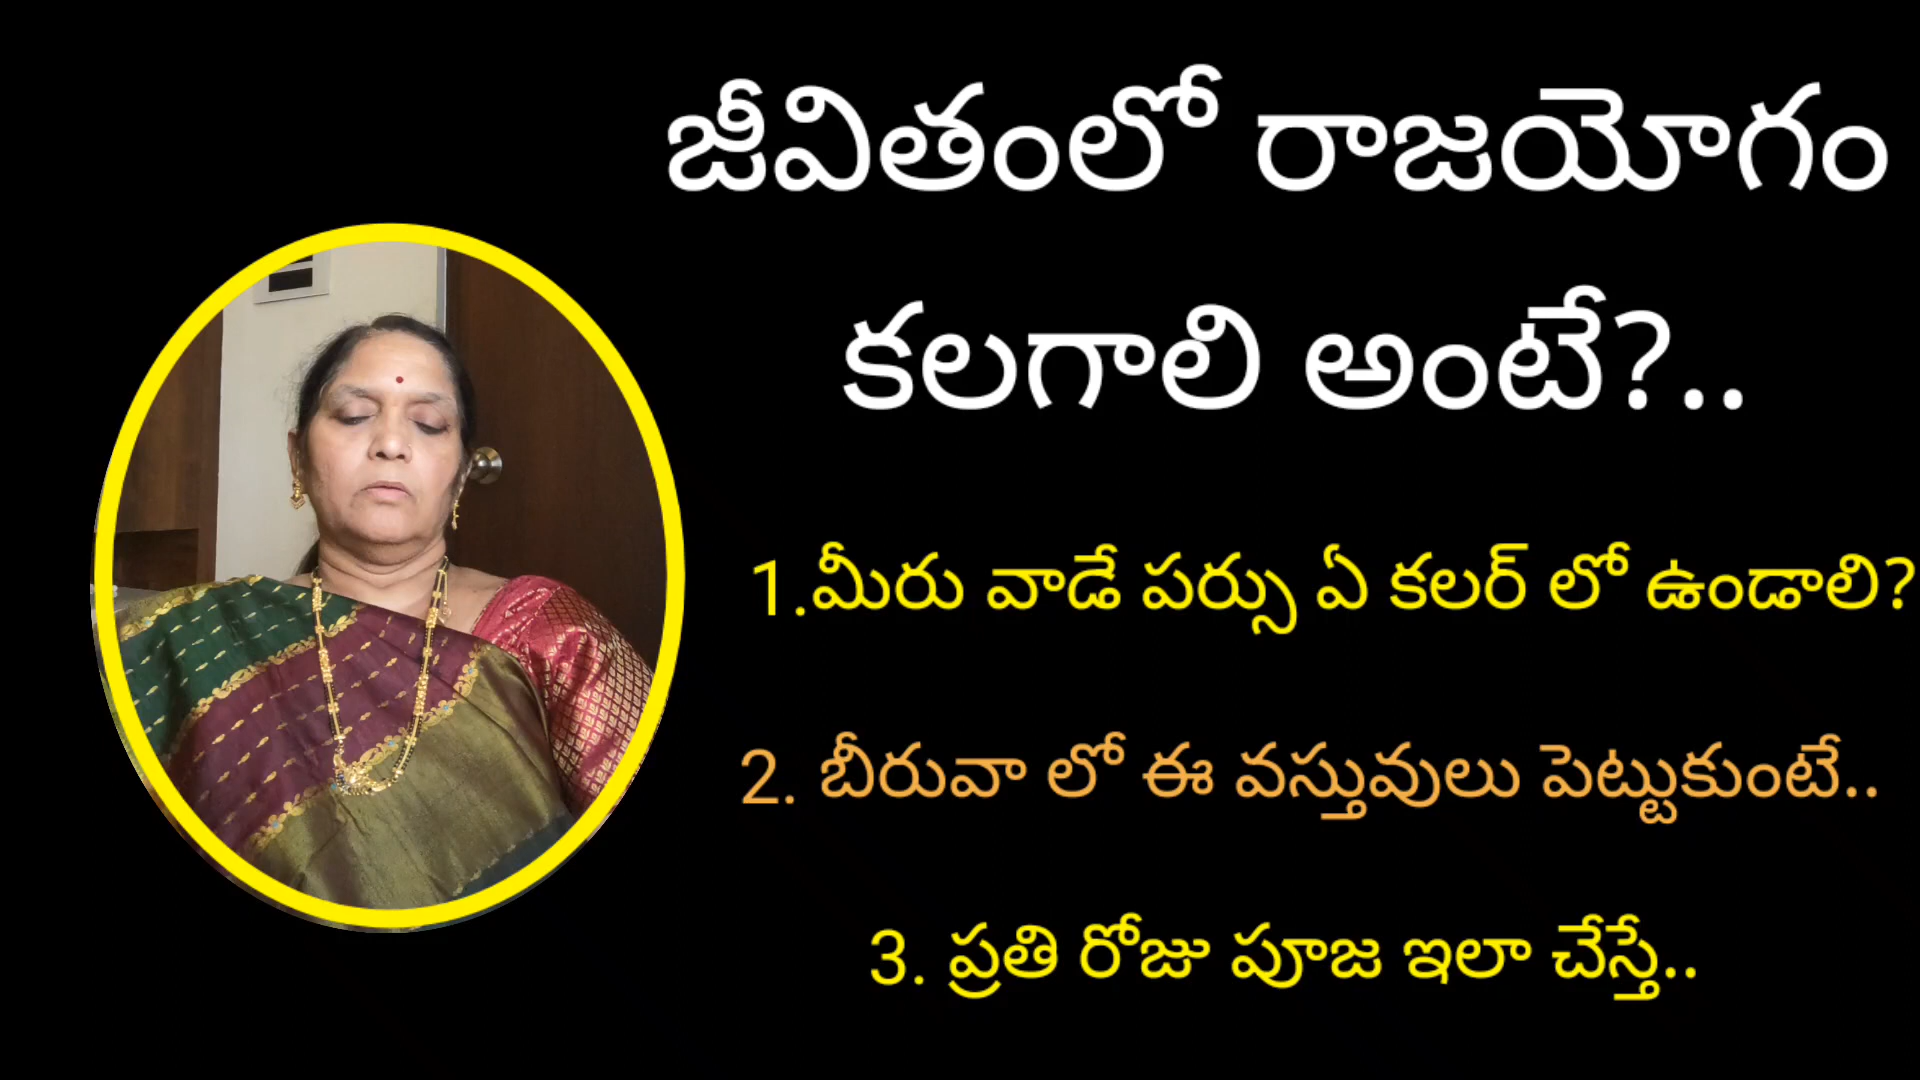 జీవితంలో రాజయోగం
కలగాలి అంటే?..
1.మీరు వాడే పర్సు ఏ కలర్ లో ఉండాలి?
2. బీరువా లో ఈ వస్తువులు పెట్టుకుంటే..
3. ప్రతి రోజు పూజ ఇలా చేస్తే..